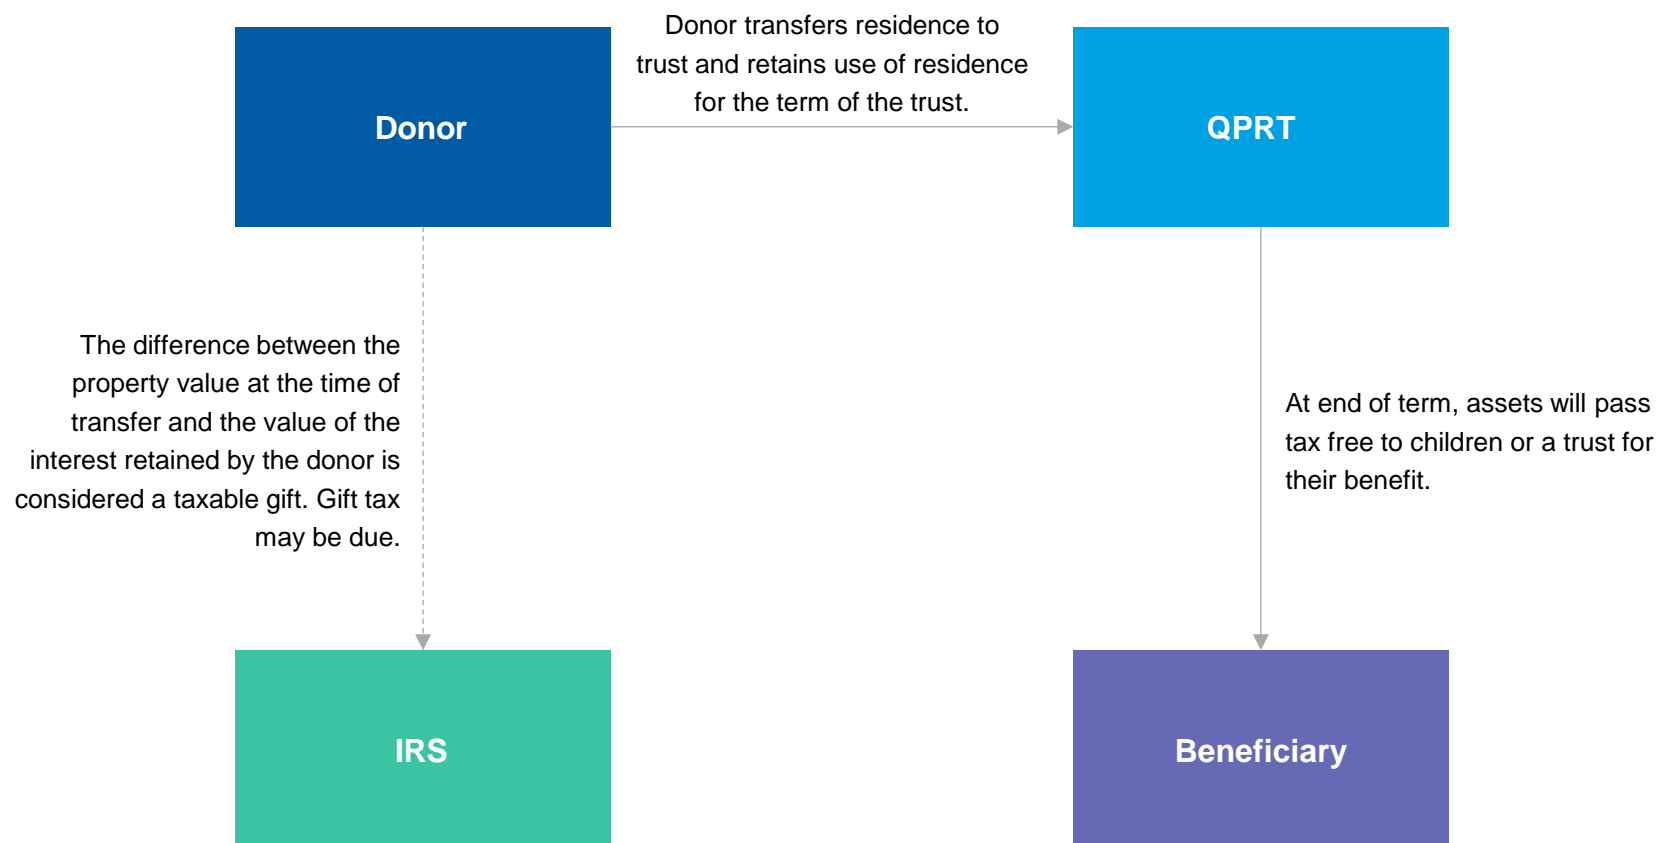 Donor transfers residence to
trust and retains use of residence
for the term of the trust.
Donor
QPRT
The difference between the
property value at the time of
transfer and the value of the
interest retained by the donor is
considered a taxable gift. Gift tax
may be due.
At end of term, assets will pass
tax free to children or a trust for
their benefit.
IRS
Beneficiary